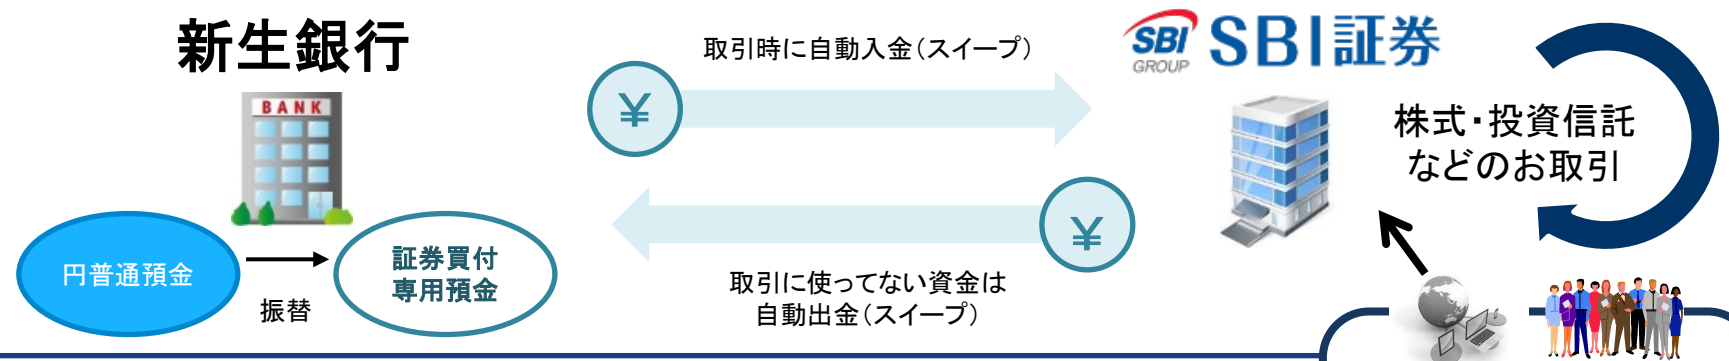 新生銀行
BANK
円普通預金
振替
証券買付
専用預金
¥
取引時に自動入金（スイープ）
¥
取引に使ってない資金は
自動出金（スイープ）
SBI
GROUP
SBI証券
株式・投資信託
などのお取引